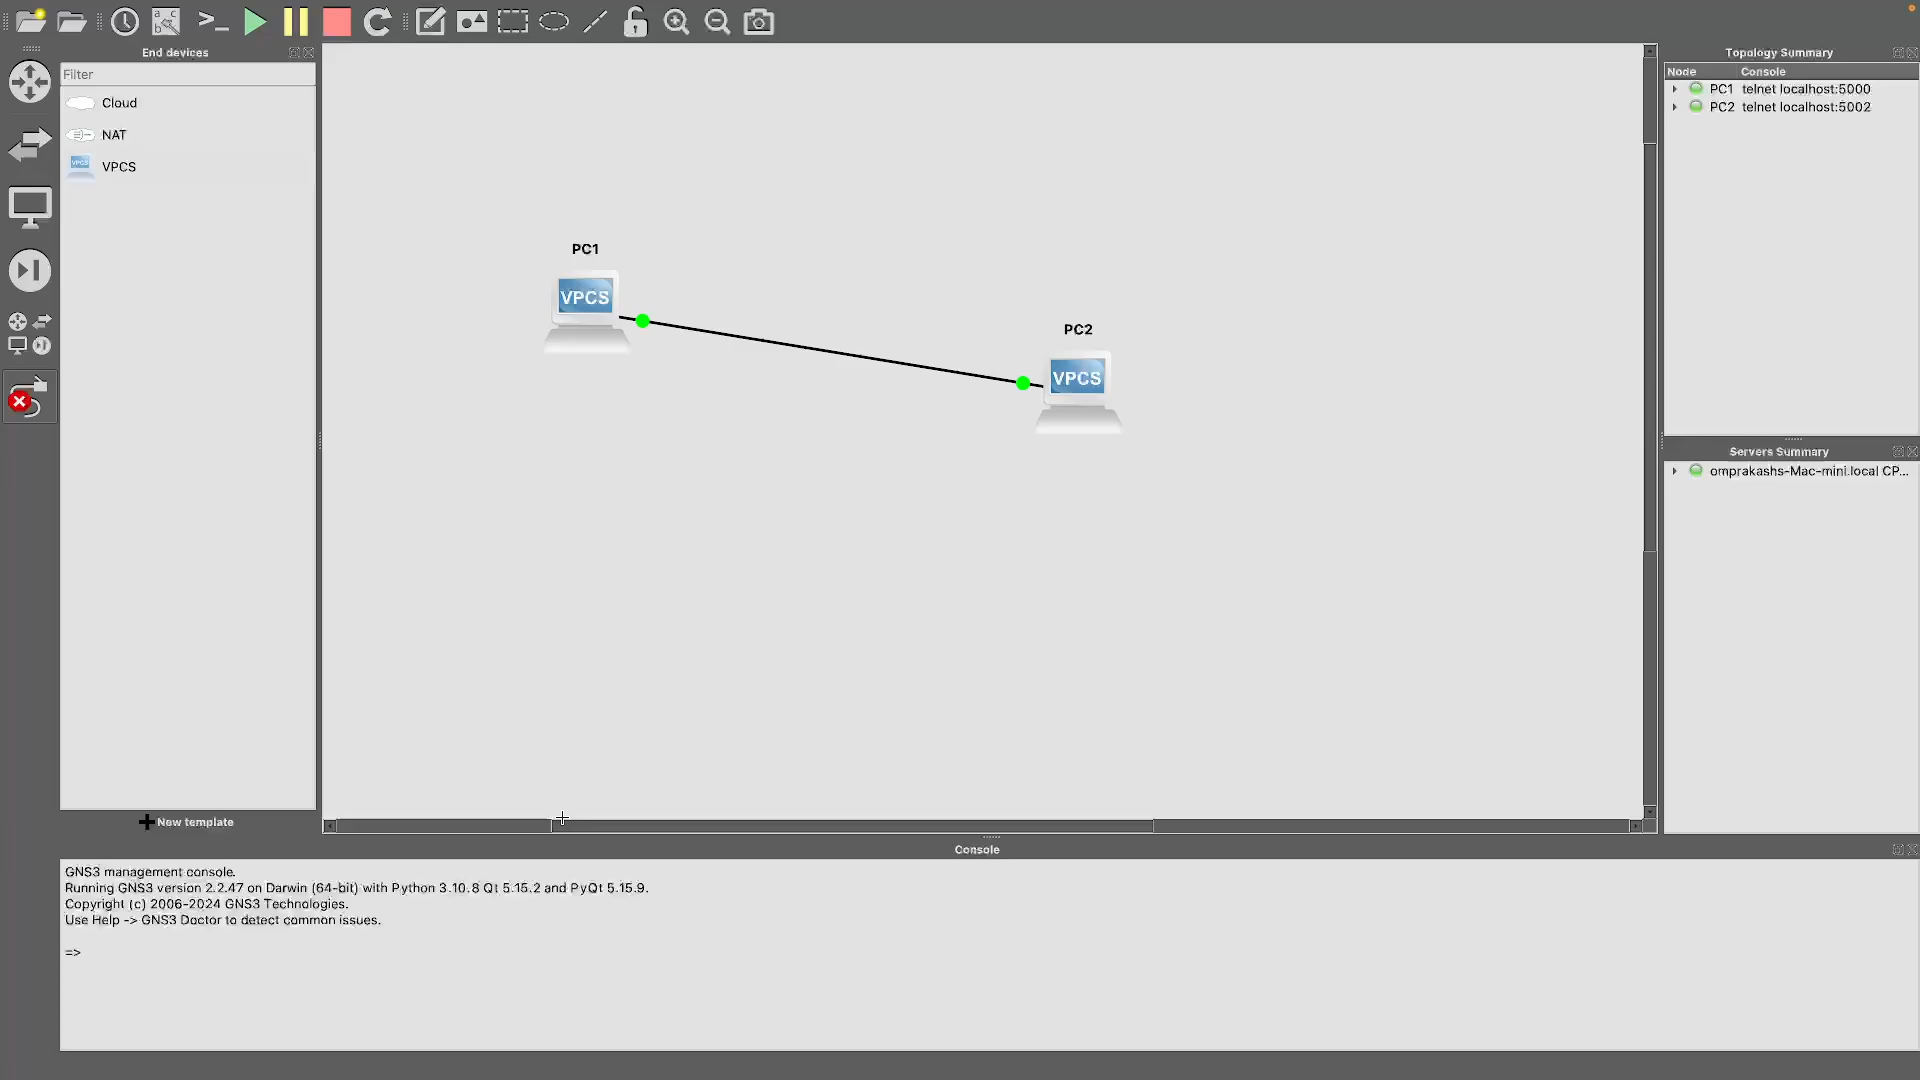 End devices
Filter
Cloud
NAT
VPCS
VPCS
New template
PC1
VPCS
PC2
VPCS
Topology Summary
Node Console
PC1 telnet localhost:5000
PC2 telnet localhost:5002
Servers Summary
omprakashs-Mac-mini.local CP...
Console
GNS3 management console.
Running GNS3 version 2.2.47 on Darwin (64-bit) with Python 3.10.8 Qt 5.15.2 and PyQt 5.15.9.
Copyright (c) 2006-2024 GNS3 Technologies.
Use Help -> GNS3 Doctor to detect common issues.
=>